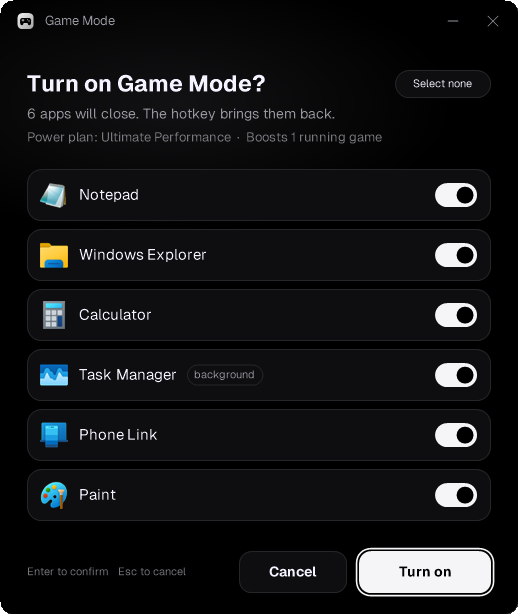 Game Mode
Turn on Game Mode?
Select none
6 apps will close. The hotkey brings them back.
Power plan: Ultimate Performance · Boosts 1 running game
Notepad
Windows Explorer
Calculator
Task Manager background
Phone Link
Paint
Enter to confirm Esc to cancel
Cancel
Turn on